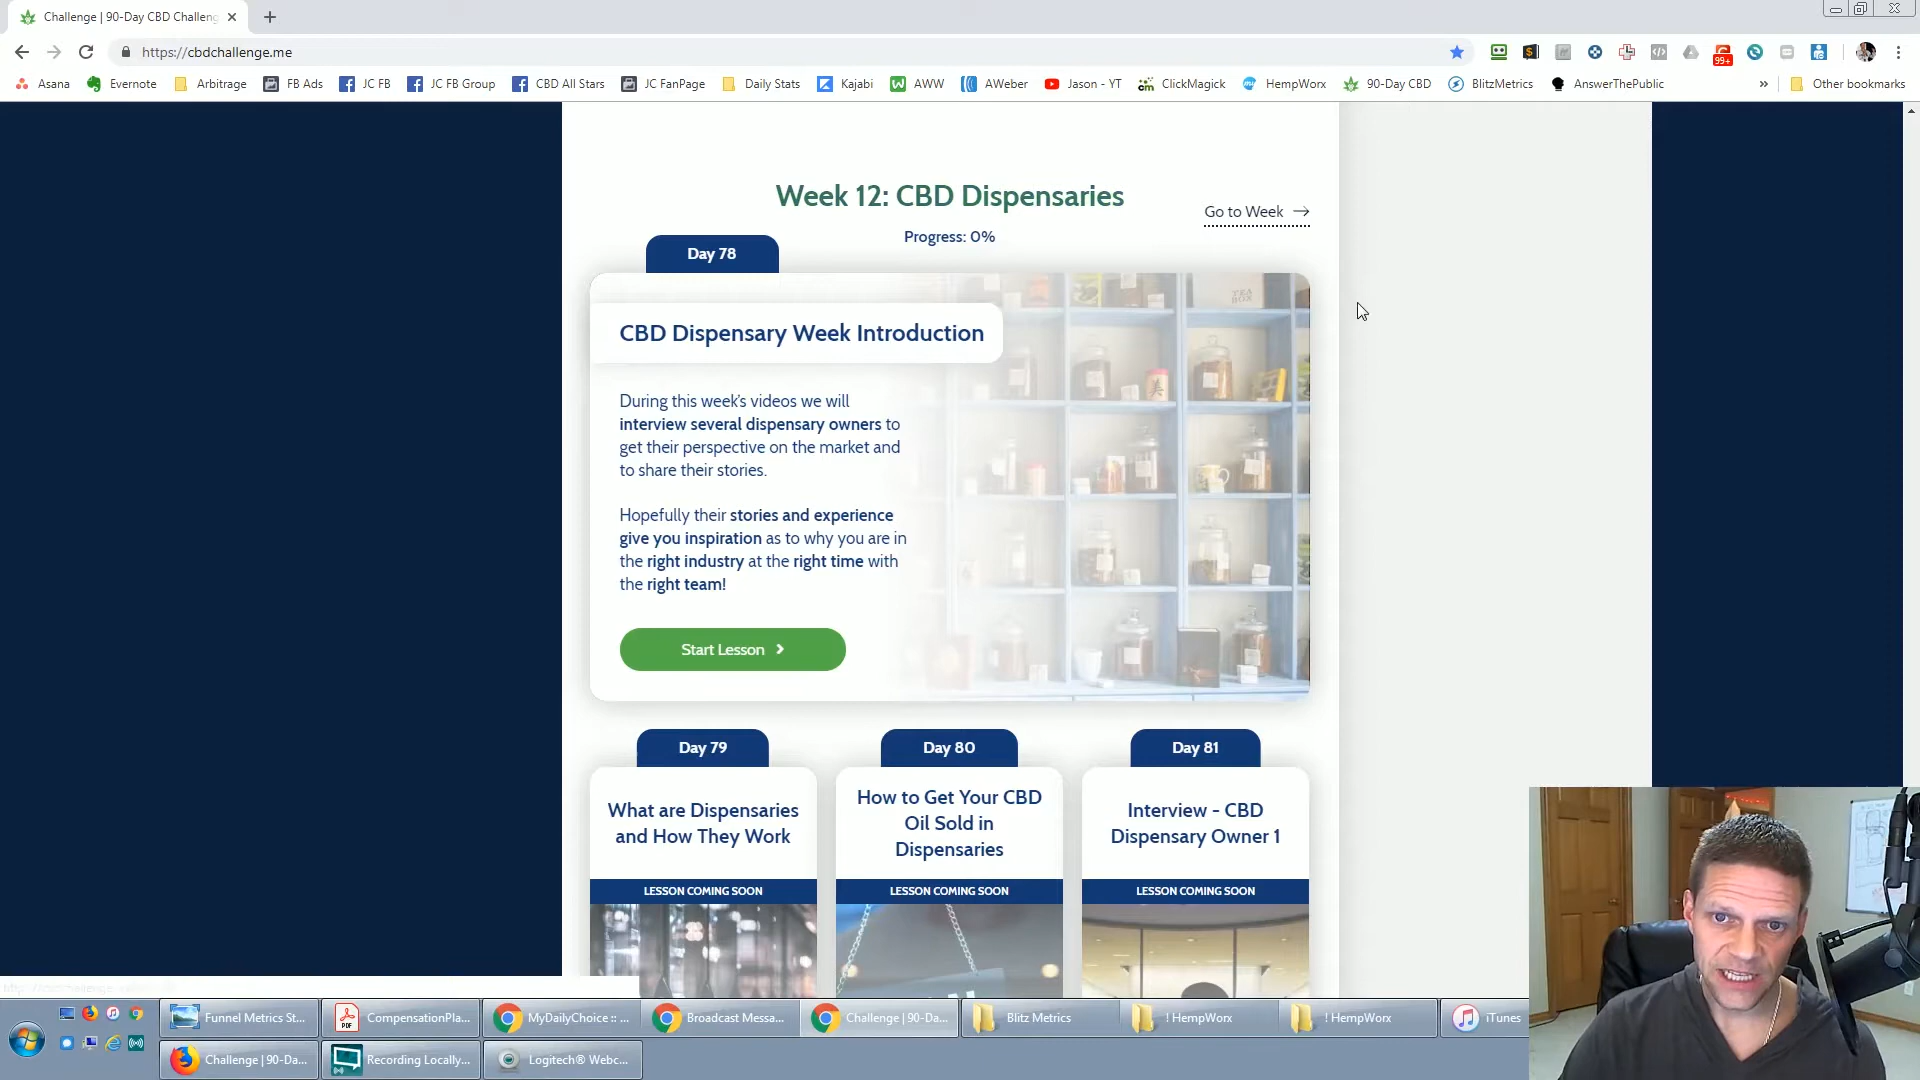 Challenge | 90-Day CBD Challeng
https://cbdchallenge.me
99+
Asana
Evernote
Arbitrage
FB Ads
JC FB
JC FB Group
CBD All Stars
JC FanPage
Daily Stats
Kajabi
AWW
AWeber
Jason - YT
ClickMagick
HempWorx
90-Day CBD
BlitzMetrics
AnswerThePublic
»
Other bookmarks
Week 12: CBD Dispensaries
Go to Week
Progress: 0%
Day 78
TEA
BOX
CBD Dispensary Week Introduction
During this week's videos we will
interview several dispensary owners to
get their perspective on the market and
to share their stories.
Hopefully their stories and experience
give you inspiration as to why you are in
the right industry at the right time with
the right team!
Start Lesson
Day 79
Day 80
Day 81
What are Dispensaries
and How They Work
How to Get Your CBD
Oil Sold in
Dispensaries
Interview - CBD
Dispensary Owner 1
LESSON COMING SOON
LESSON COMING SOON
LESSON COMING SOON
Funnel Metrics St...
CompensationPla...
MyDailyChoice :: ...
Broadcast Messa...
Challenge | 90-Da...
Blitz Metrics
! HempWorx
! HempWorx
iTunes
Challenge | 90-Da...
Recording Locally...
Logitech® Webc...